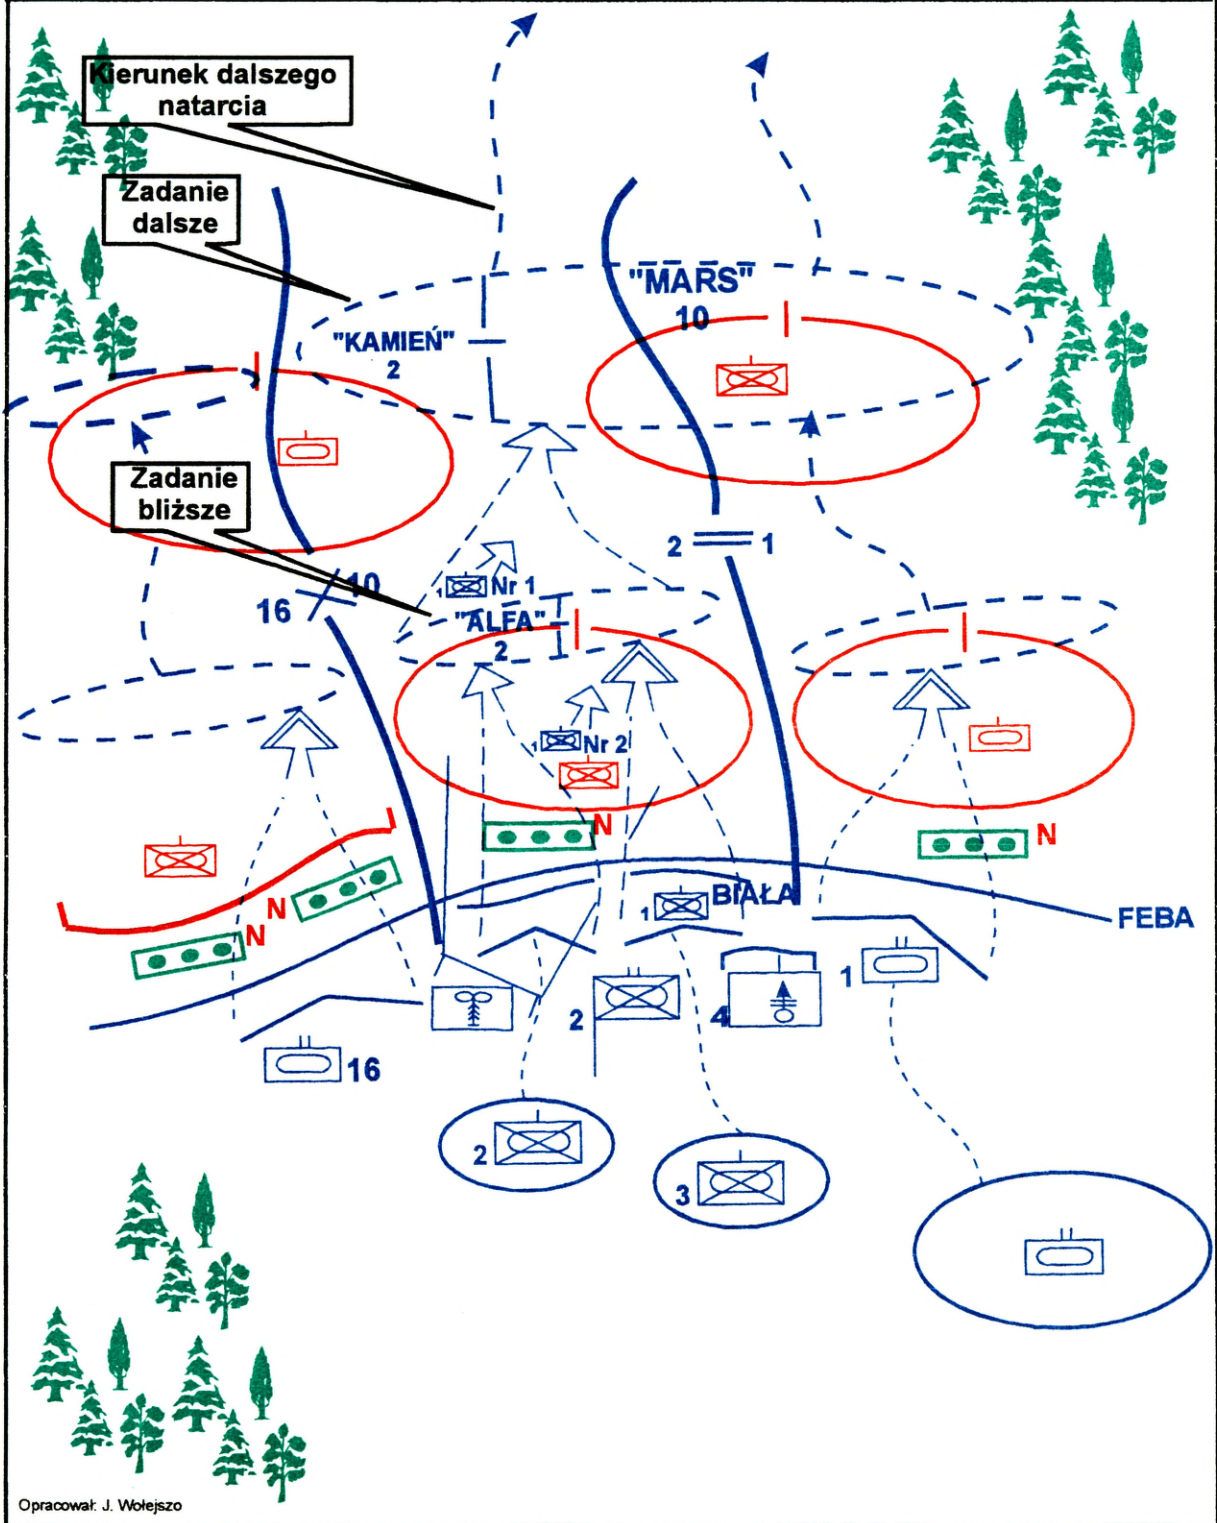 Kierunek dalszego
natarcia
Zadanie
dalsze
"MARS"
10
"KAMIEŃ"
2
Zadanie
bliższe
2 1
10
16
1 Nr 1
"ALFA"
2
1 Nr 2
N
N
N
N
1
BIAŁA
FEBA
1
2
4
16
2
3
Opracował: J. Wołejszo